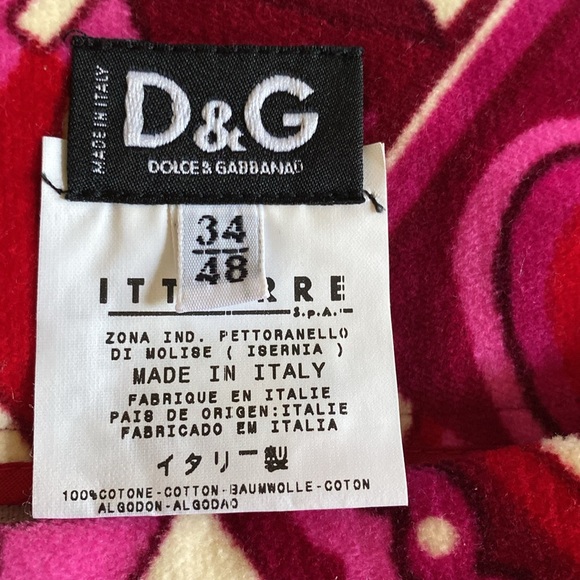 MADE IN ITALY
D&G
DOLCE & GABBANA
34
48
ITTIERRE
S.p.A.
ZONA IND. PETTORANELLO
DI MOLISE ( ISERNIA )
MADE IN ITALY
FABRIQUE EN ITALIE
PAIS DE ORIGEN:ITALIE
FABRICADO EM ITALIA
イタリー製
100%COTONE-COTTON-BAUMWOLLE-COTON
ALGODON-ALGODAO